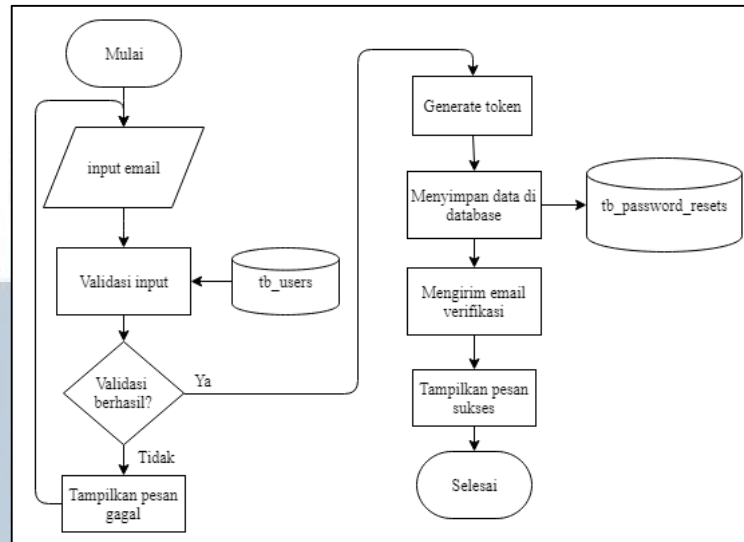 Mulai
input email
Validasi input
tb_users
Validasi
berhasil?
Ya
Tidak
Tampilkan pesan
gagal
Generate token
Menyimpan data di
database
tb_password_resets
Mengirim email
verifikasi
Tampilkan pesan
sukses
Selesai